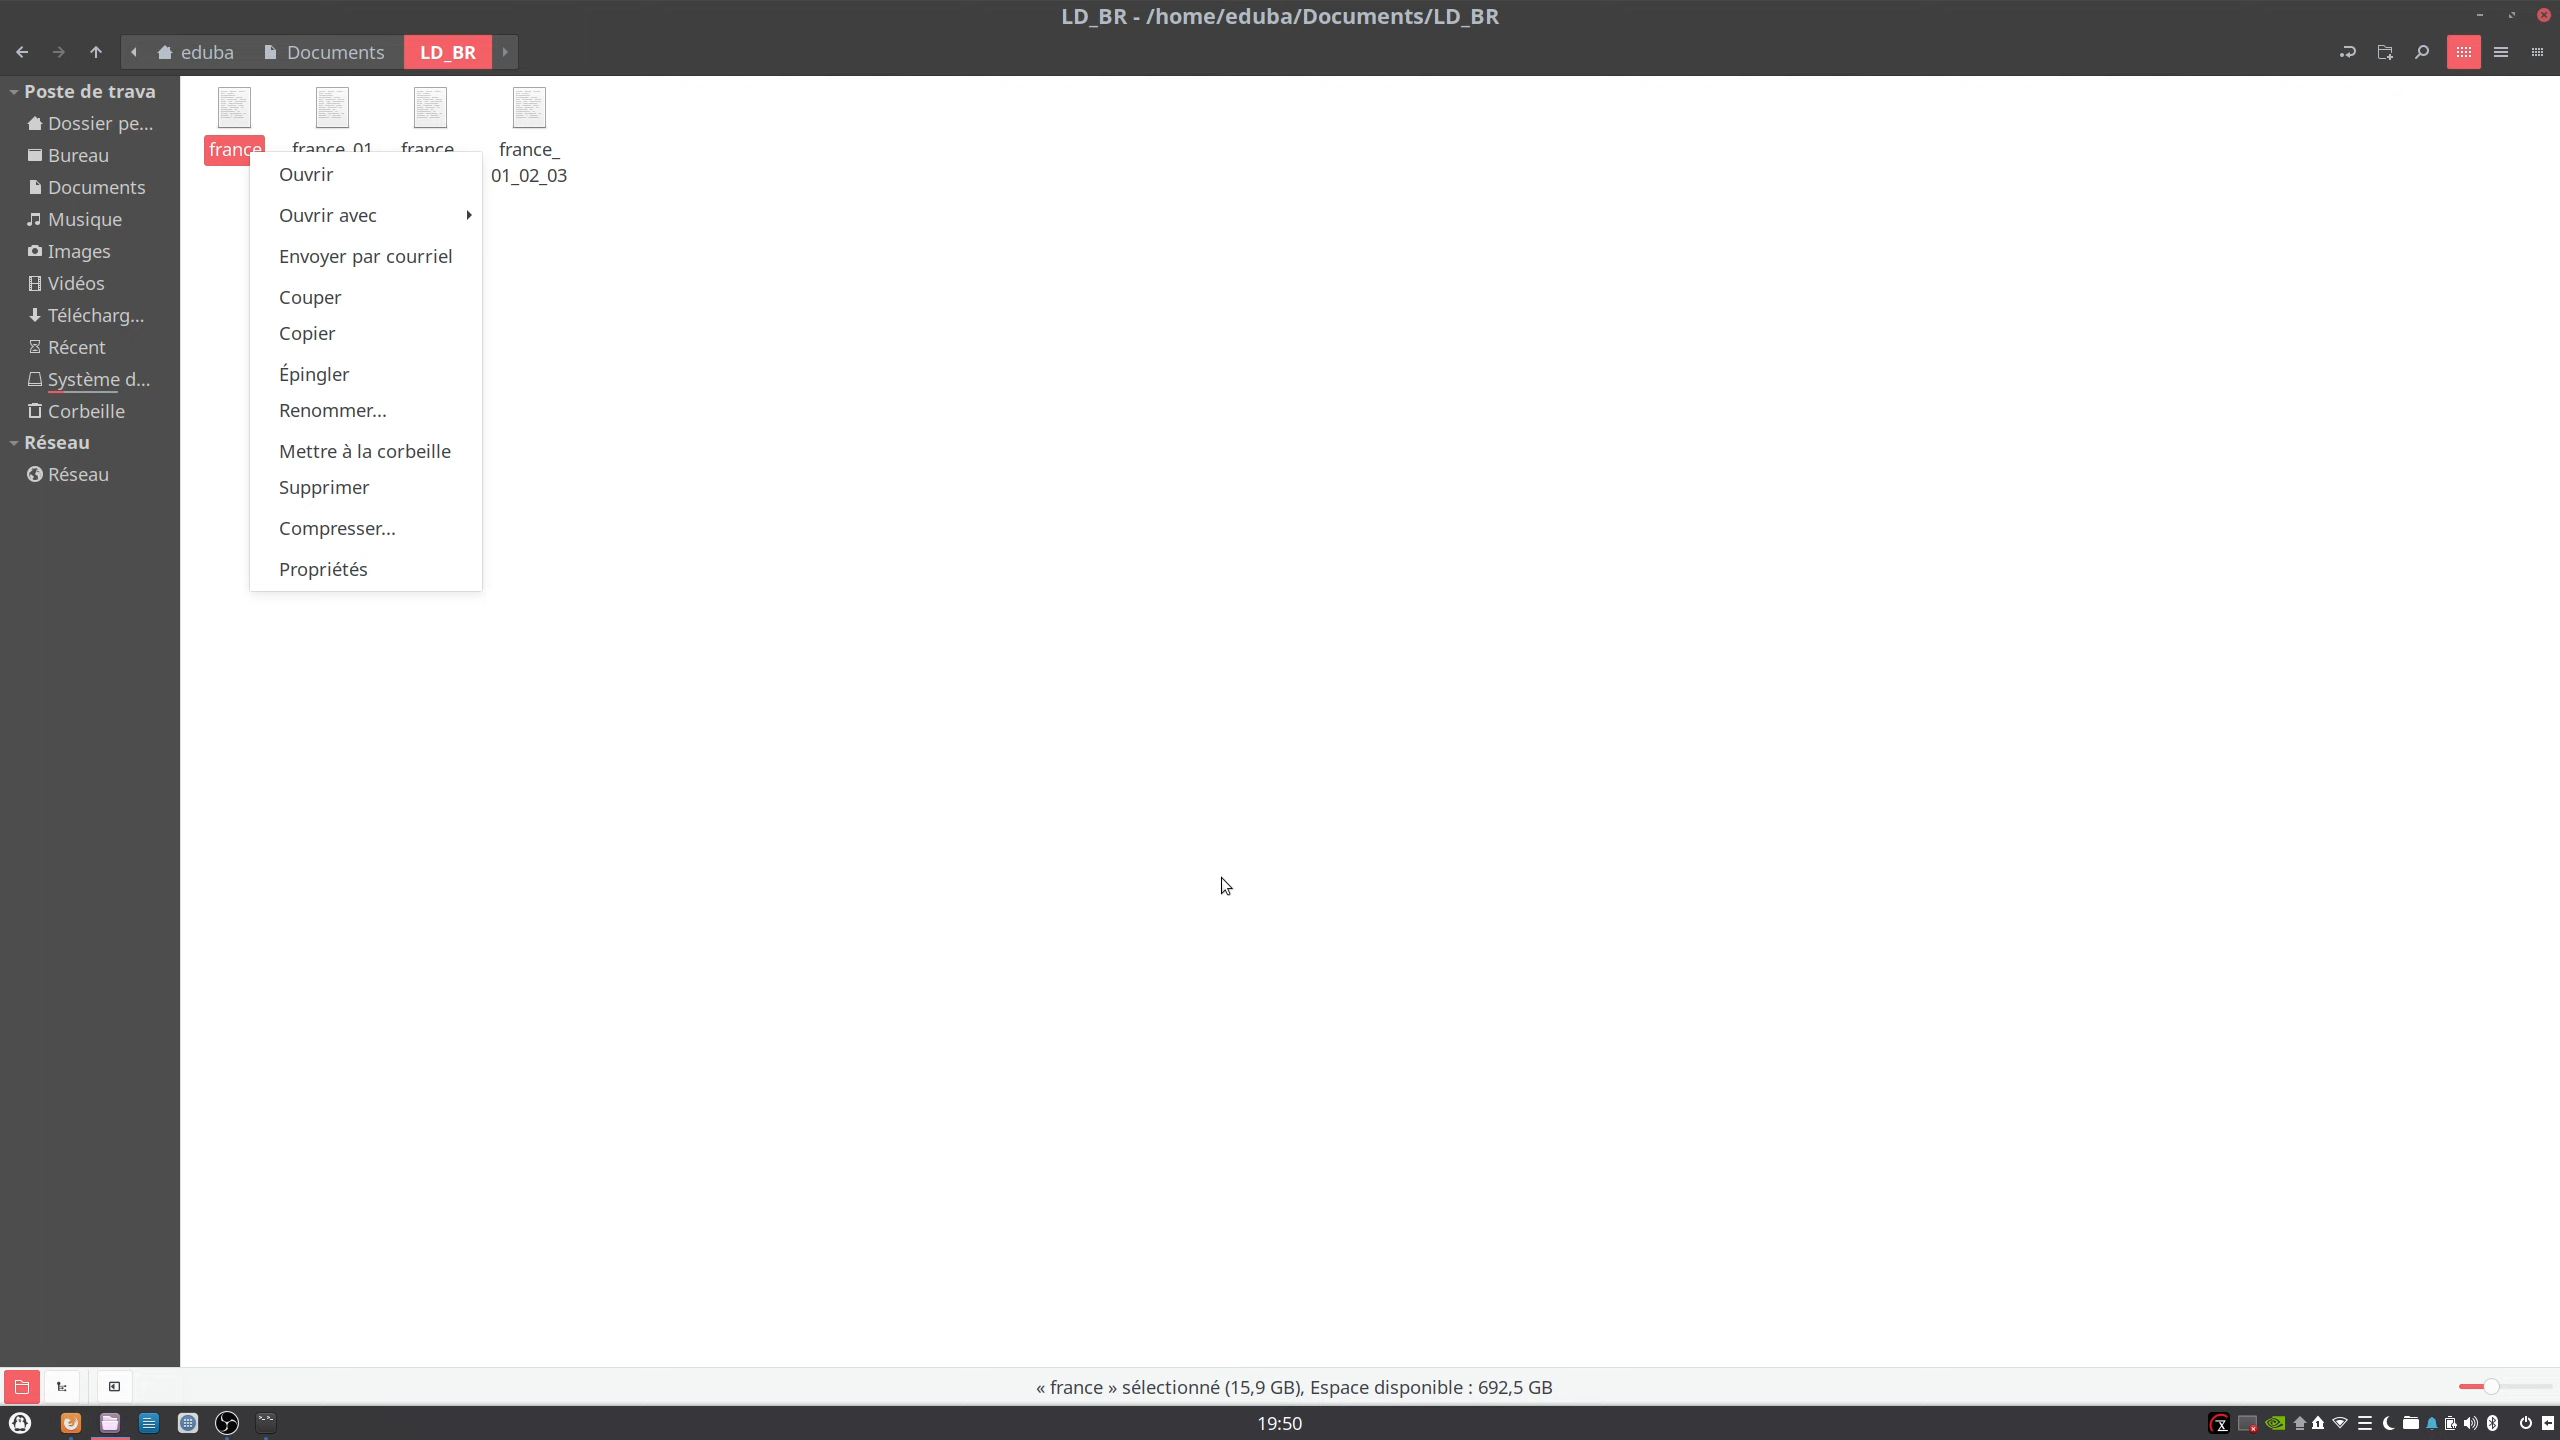 LD_BR - /home/eduba/Documents/LD_BR
eduba
Documents
LD_BR
Poste de trava
Dossier pe...
Bureau
Documents
Musique
Images
Vidéos
Télécharg...
Récent
Système d...
Corbeille
Réseau
Réseau
france
france_01
france_
france_
01_02_03
Ouvrir
Ouvrir avec
Envoyer par courriel
Couper
Copier
Épingler
Renommer...
Mettre à la corbeille
Supprimer
Compresser...
Propriétés
« france » sélectionné (15,9 GB), Espace disponible : 692,5 GB
19:50